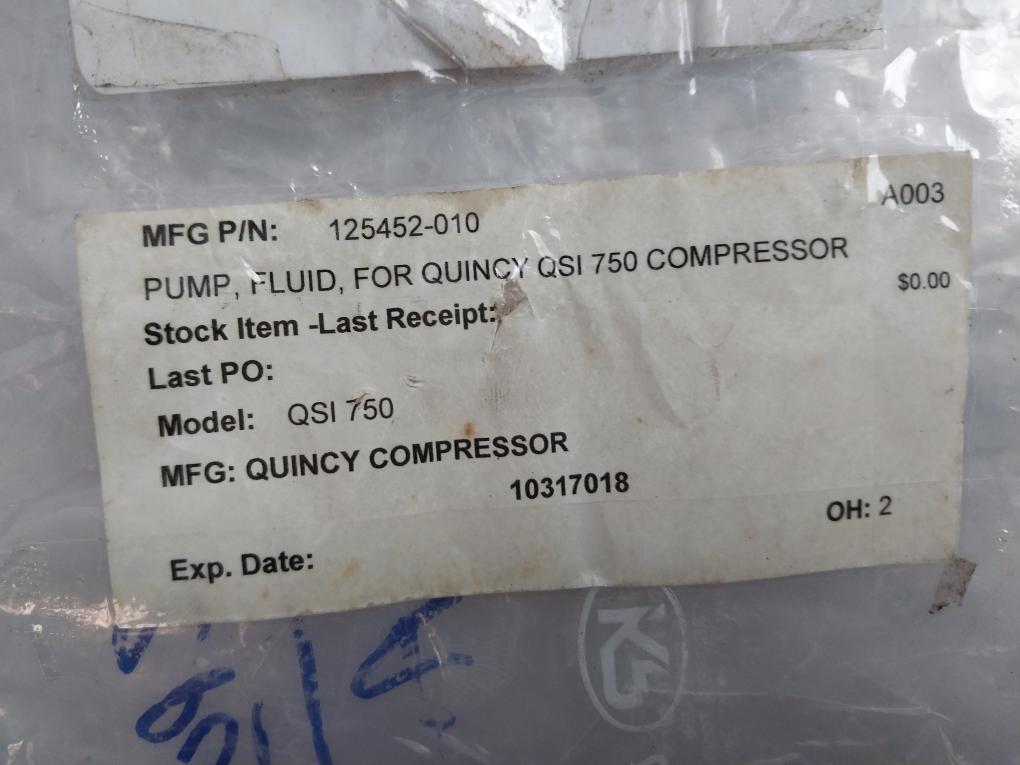 A003
MFG P/N: 125452-010
PUMP, FLUID, FOR QUINCY QSI 750 COMPRESSOR
$0.00
Stock Item -Last Receipt:
Last PO:
Model: QSI 750
MFG: QUINCY COMPRESSOR
10317018
OH: 2
Exp. Date: